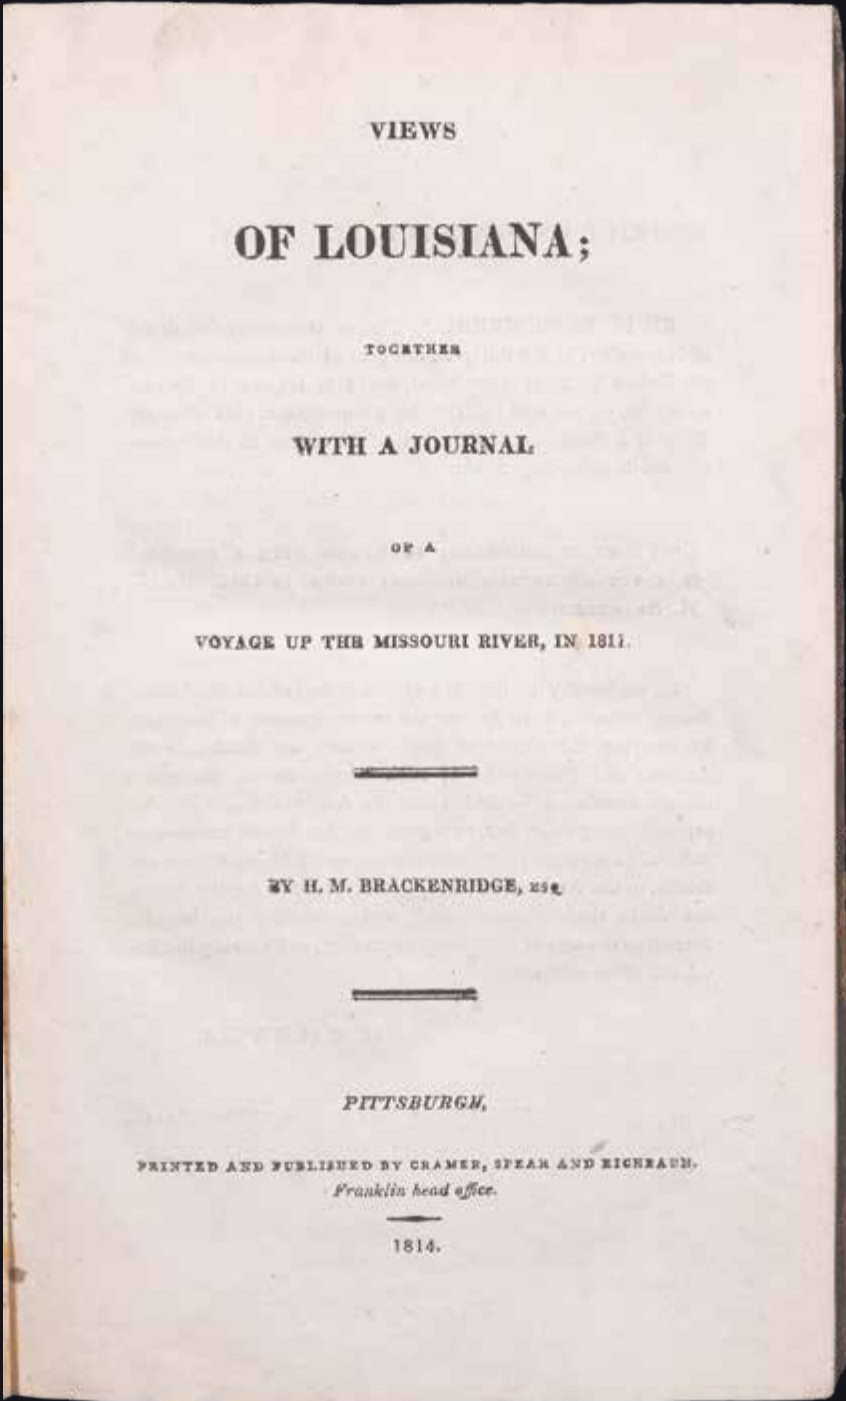 VIEWS
OF LOUISIANA;
TOGETHER
WITH A JOURNAL
OF A
VOYAGE UP THE MISSOURI RIVER, IN 1811.
BY H. M. BRACKENRIDGE, ESQ.
PITTSBURGH,
PRINTED AND PUBLISHED BY CRAMER, SPEAR AND EICHBAUM,
Franklin head office.
1814.